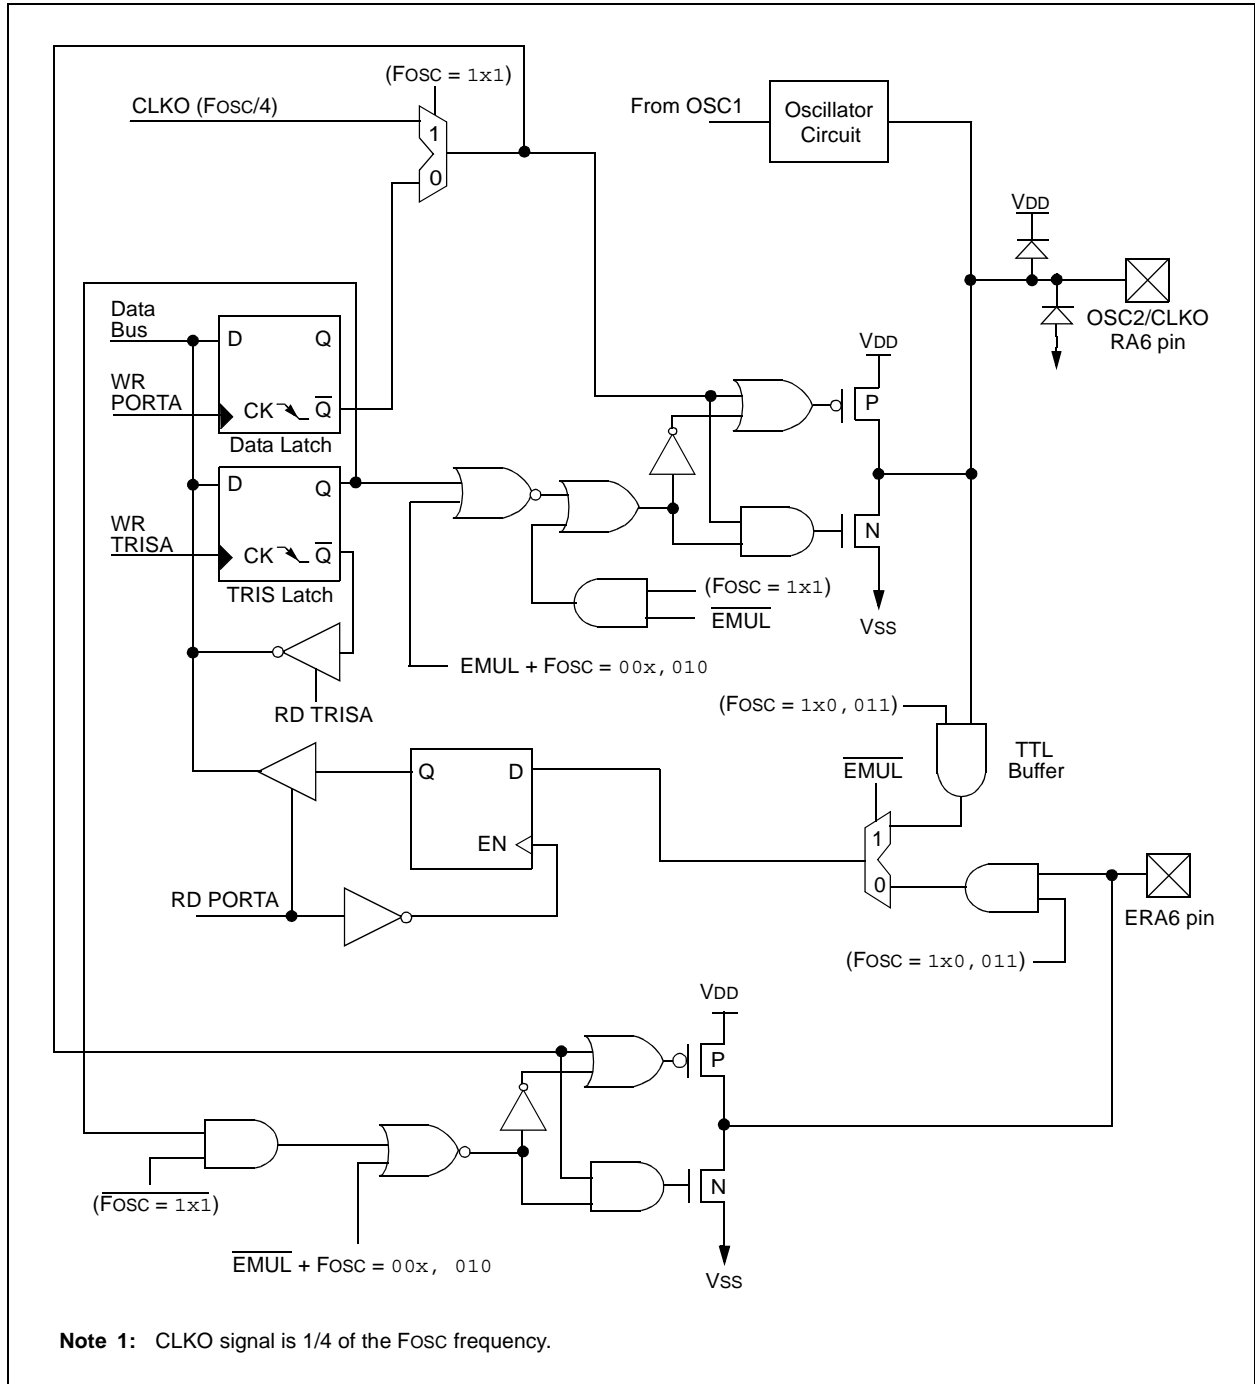 (FOSC = 1x1)
CLKO (FOSC/4)
1
0
From OSC1
Oscillator
Circuit
VDD
OSC2/CLKO
RA6 pin
Data
Bus
D
Q
WR
PORTA
CK
Q
Data Latch
VDD
P
D
Q
WR
TRISA
CK
Q
TRIS Latch
N
(FOSC = 1x1)
EMUL
VSS
EMUL + FOSC = 00x, 010
RD TRISA
(FOSC = 1x0, 011)
TTL
Buffer
EMUL
1
0
Q
D
EN
RD PORTA
ERA6 pin
(FOSC = 1x0, 011)
VDD
P
N
(FOSC = 1x1)
EMUL + FOSC = 00x, 010
VSS
Note 1: CLKO signal is 1/4 of the FOSC frequency.